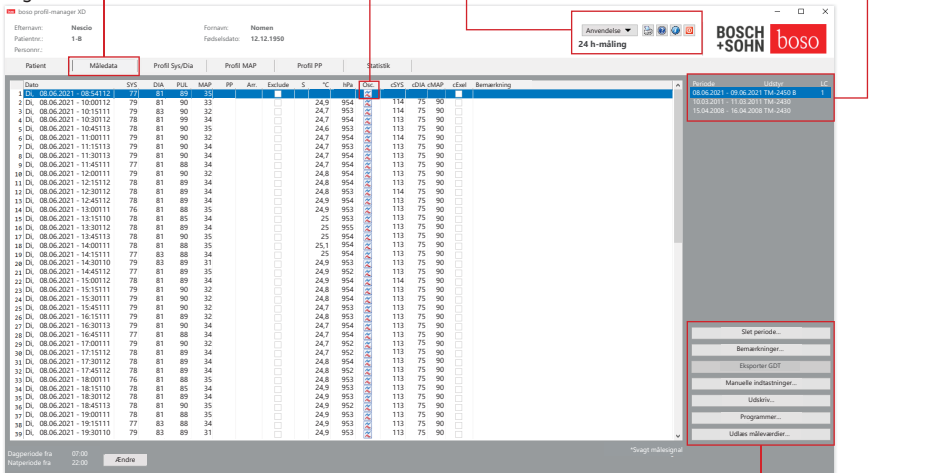 boso profil-manager XD
Efternavn: Nescio Fornavn: Nomen
Patientnr.: 1-8 Fødselsdato: 12.12.1950
Personnr.:
Anvendelse
24 h-måling
BOSCH
+SOHN
boso
Patient Måledata Profil Sys/Dia Profil MAP Profil PP Statistik
Dato SYS DIA PUL MAP PP Arr. Exclude S °C hPa Osc. cSYS cDIA cMAP cExel Bemærkning
1 Di, 08.06.2021 - 08:54112 77 81 89 35
2 Di, 08.06.2021 - 10:00112 79 81 90 33 24,9 954 114 75 90
3 Di, 08.06.2021 - 10:15111 79 83 90 32 24,7 953 114 75 90
4 Di, 08.06.2021 - 10:30112 78 81 99 34 24,7 954 113 75 90
5 Di, 08.06.2021 - 10:45113 78 81 90 35 24,6 953 113 75 90
6 Di, 08.06.2021 - 11:00111 79 81 90 32 24,7 954 114 75 90
7 Di, 08.06.2021 - 11:15113 79 81 90 34 24,7 953 113 75 90
8 Di, 08.06.2021 - 11:30113 79 81 90 34 24,7 954 113 75 90
9 Di, 08.06.2021 - 11:45111 77 81 88 34 24,7 954 113 75 90
10 Di, 08.06.2021 - 12:00111 79 81 90 32 24,8 954 113 75 90
11 Di, 08.06.2021 - 12:15112 78 81 89 34 24,8 954 113 75 90
12 Di, 08.06.2021 - 12:30112 78 81 89 34 24,8 953 114 75 90
13 Di, 08.06.2021 - 12:45112 78 81 89 34 24,9 954 113 75 90
14 Di, 08.06.2021 - 13:00111 76 81 88 35 24,9 953 113 75 90
15 Di, 08.06.2021 - 13:15110 78 81 85 34 25 953 113 75 90
16 Di, 08.06.2021 - 13:30112 78 81 89 34 25 955 113 75 90
17 Di, 08.06.2021 - 13:45113 78 81 90 35 25 954 113 75 90
18 Di, 08.06.2021 - 14:00111 78 81 88 35 25,1 954 113 75 90
19 Di, 08.06.2021 - 14:15111 77 83 88 34 25 954 113 75 90
20 Di, 08.06.2021 - 14:30110 79 83 89 31 24,9 953 113 75 90
21 Di, 08.06.2021 - 14:45112 77 81 89 35 24,9 952 113 75 90
22 Di, 08.06.2021 - 15:00112 78 81 89 34 24,9 954 114 75 90
23 Di, 08.06.2021 - 15:15111 79 81 90 32 24,8 954 113 75 90
24 Di, 08.06.2021 - 15:30111 79 81 90 32 24,8 954 113 75 90
25 Di, 08.06.2021 - 15:45111 79 81 90 32 24,7 953 113 75 90
26 Di, 08.06.2021 - 16:15111 79 81 89 32 24,8 953 113 75 90
27 Di, 08.06.2021 - 16:30113 79 81 90 34 24,7 954 113 75 90
28 Di, 08.06.2021 - 16:45111 77 81 88 34 24,7 954 113 75 90
29 Di, 08.06.2021 - 17:00111 79 81 90 32 24,7 952 113 75 90
30 Di, 08.06.2021 - 17:15112 78 81 89 34 24,7 952 113 75 90
31 Di, 08.06.2021 - 17:30112 78 81 89 34 24,8 954 113 75 90
32 Di, 08.06.2021 - 17:45112 78 81 89 34 24,8 952 113 75 90
33 Di, 08.06.2021 - 18:00111 76 81 88 35 24,8 953 113 75 90
34 Di, 08.06.2021 - 18:15110 78 81 85 34 24,9 953 113 75 90
35 Di, 08.06.2021 - 18:30112 78 81 89 34 24,9 953 113 75 90
36 Di, 08.06.2021 - 18:45113 78 81 90 35 24,9 952 113 75 90
37 Di, 08.06.2021 - 19:00111 78 81 88 35 24,9 953 113 75 90
38 Di, 08.06.2021 - 19:15111 77 83 88 34 24,9 953 113 75 90
39 Di, 08.06.2021 - 19:30110 79 83 89 31 24,9 953 113 75 90
Periode Udstyr LC
08.06.2021 - 09.06.2021 TM-2450 B 1
10.03.2011 - 11.03.2011 TM-2430
15.04.2008 - 16.04.2008 TM-2430
Slet periode...
Bemærkninger...
Eksporter GDT
Manuelle indtastninger...
Udskriv...
Programmer...
Udlæs måleværdier...
*Svagt målesignal
Dagperiode fra 07:00
Natperiode fra 22:00
Ændre